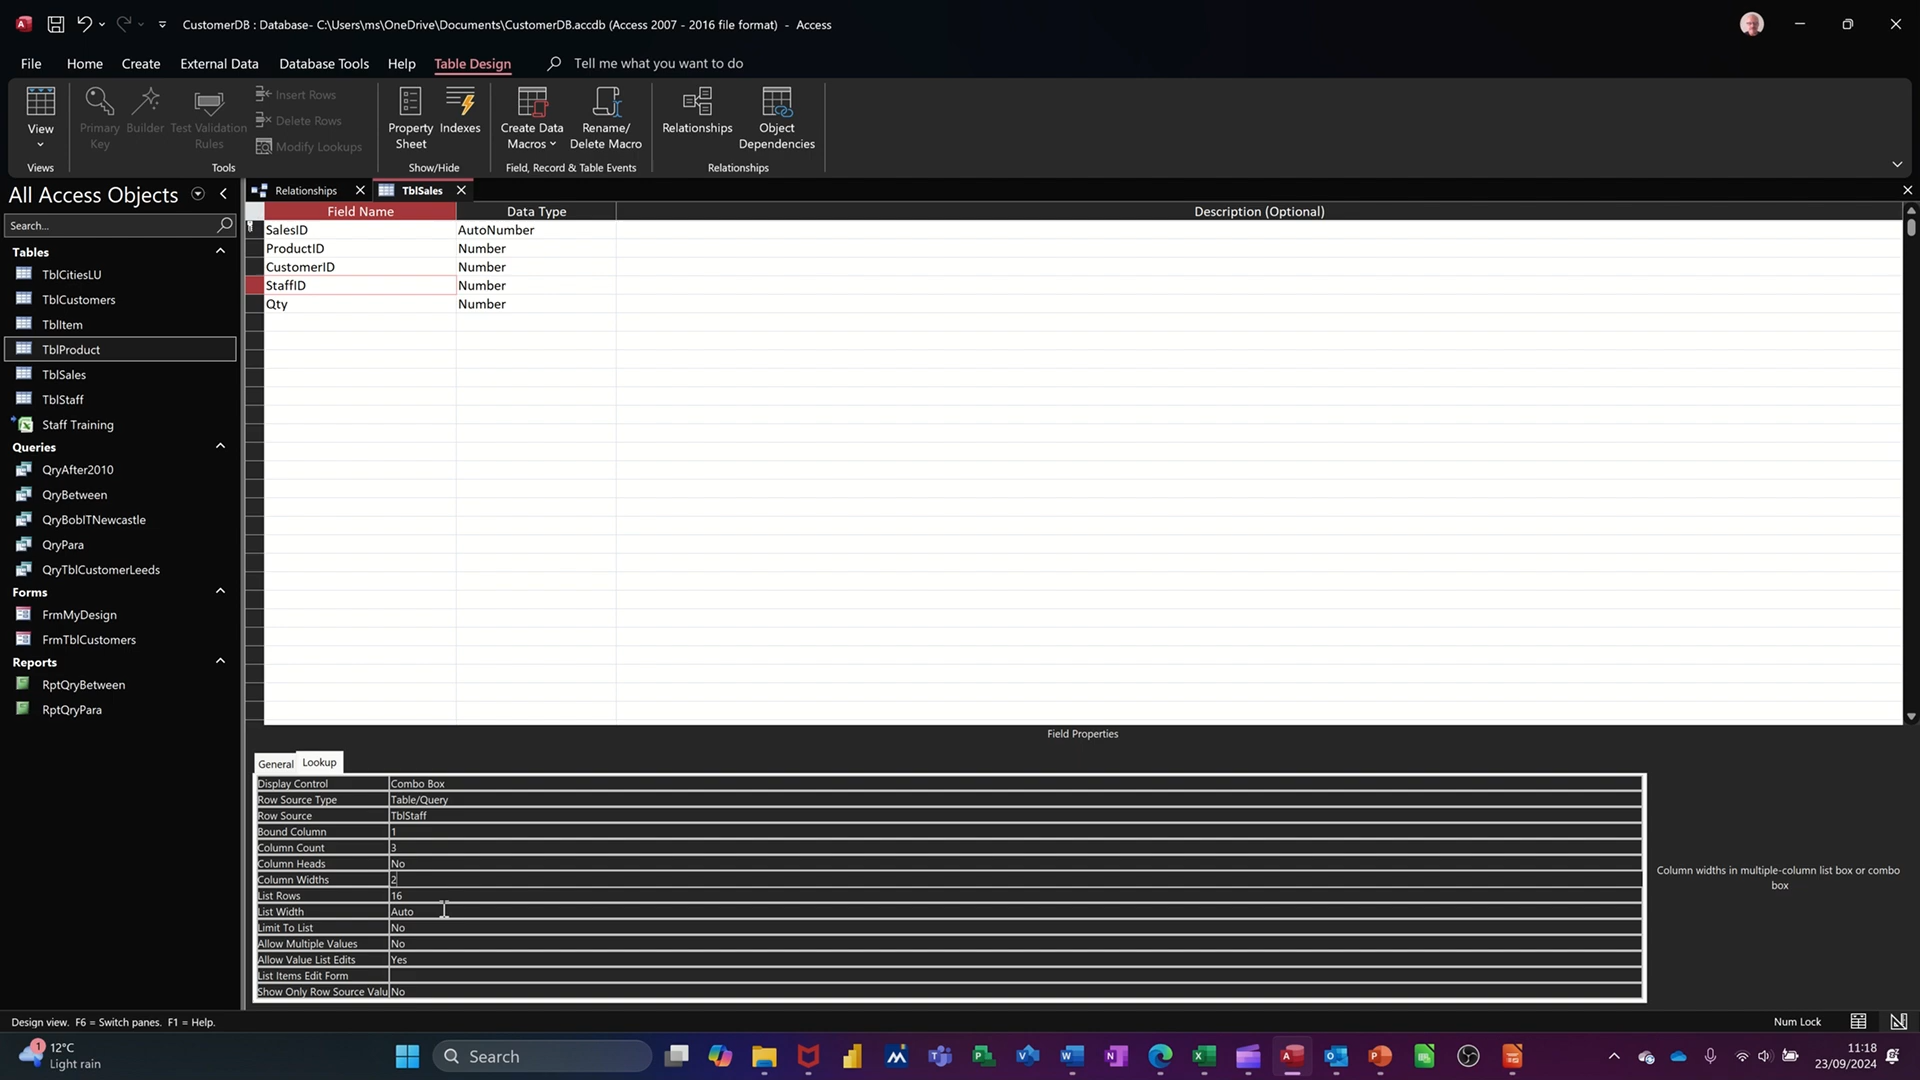 CustomerDB : Database- C:\Users\ms\OneDrive\Documents\CustomerDB.accdb (Access 2007 - 2016 file format) - Access
File Home Create External Data Database Tools Help Table Design Tell me what you want to do
View
Primary Key
Builder
Test Validation Rules
Insert Rows
Delete Rows
Modify Lookups
Property Sheet
Indexes
Create Data Macros
Rename/ Delete Macro
Relationships
Object Dependencies
Views Tools Show/Hide Field, Record & Table Events Relationships
All Access Objects
Search...
Tables
TblCitiesLU
TblCustomers
TblItem
TblProduct
TblSales
TblStaff
Staff Training
Queries
QryAfter2010
QryBetween
QryBobITNewcastle
QryPara
QryTblCustomerLeeds
Forms
FrmMyDesign
FrmTblCustomers
Reports
RptQryBetween
RptQryPara
Relationships TblSales
Field Name Data Type Description (Optional)
SalesID AutoNumber
ProductID Number
CustomerID Number
StaffID Number
Qty Number
Field Properties
General Lookup
Display Control Combo Box
Row Source Type Table/Query
Row Source TblStaff
Bound Column 1
Column Count 3
Column Heads No
Column Widths 2
List Rows 16
List Width Auto
Limit To List No
Allow Multiple Values No
Allow Value List Edits Yes
List Items Edit Form
Show Only Row Source Valu No
Column widths in multiple-column list box or combo
box
Design view. F6 = Switch panes. F1 = Help.
Num Lock
1
12°C
Light rain
Search
11:18
23/09/2024